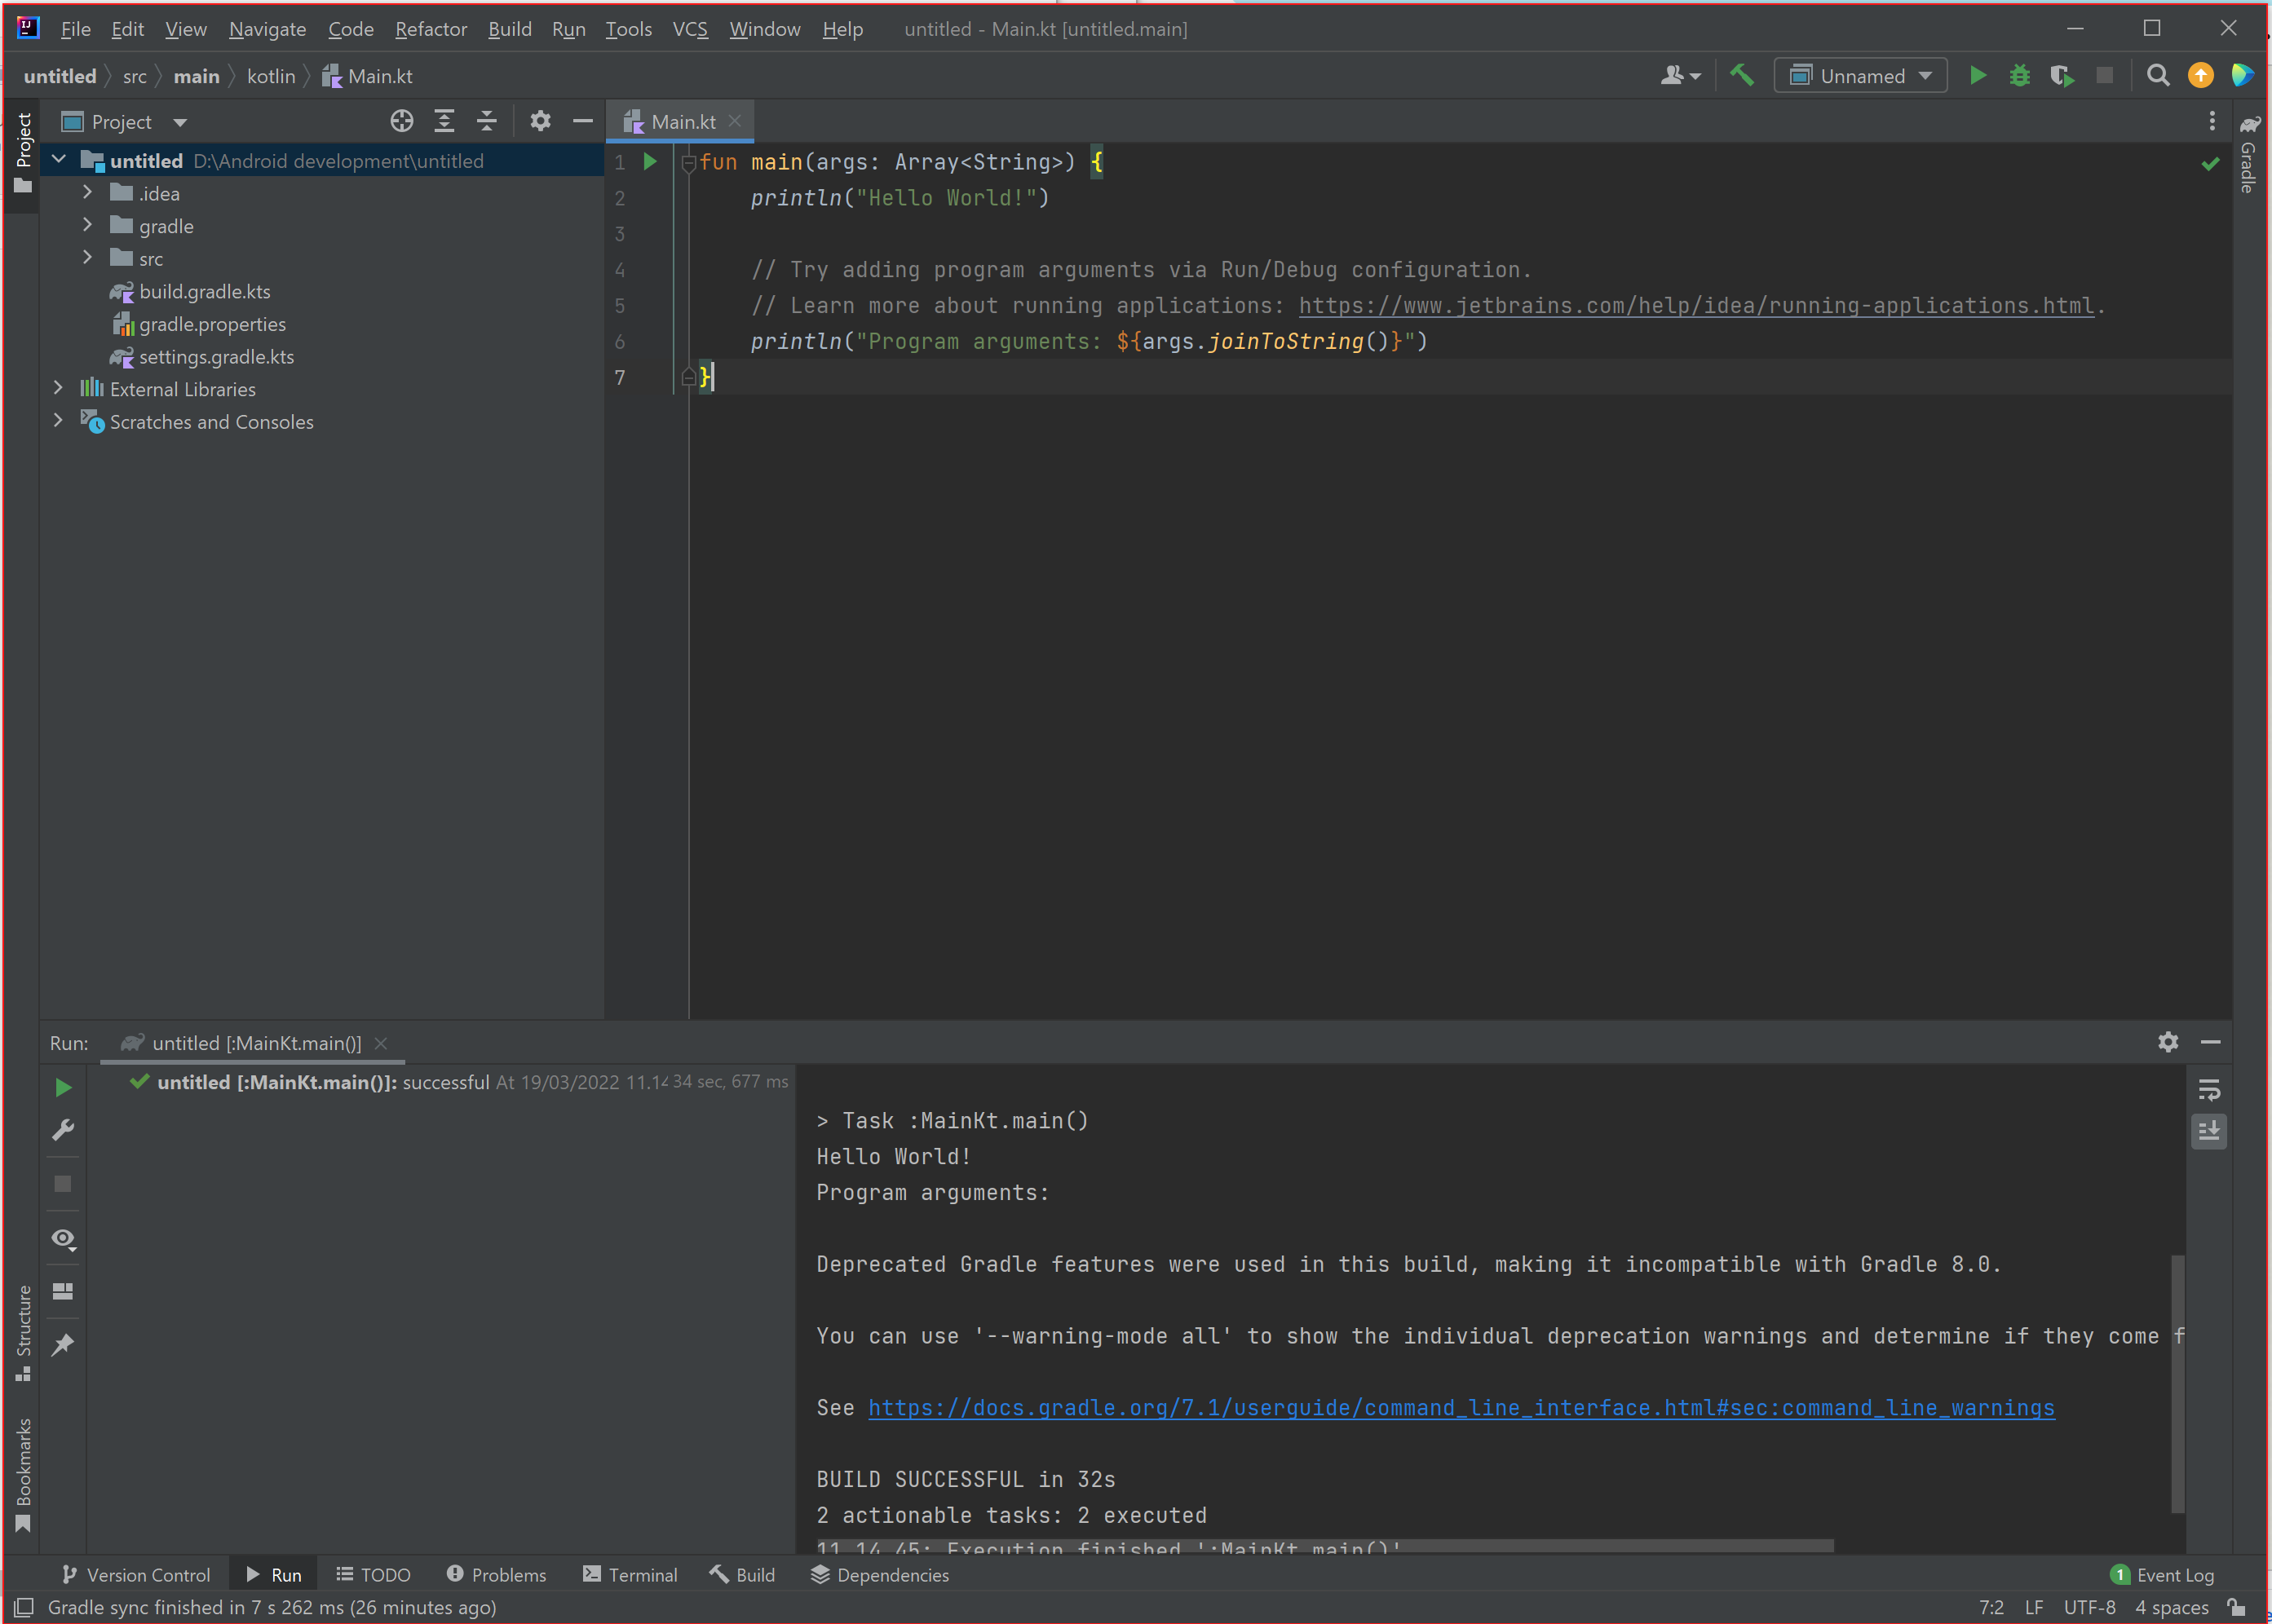 File Edit View Navigate Code Refactor Build Run Tools VCS Window Help untitled - Main.kt [untitled.main]
untitled src main kotlin Main.kt Unnamed
Project
Project
Main.kt
Gradle
untitled D:\Android development\untitled
.idea
gradle
src
build.gradle.kts
gradle.properties
settings.gradle.kts
External Libraries
Scratches and Consoles
1 fun main(args: Array<String>) {
2 println("Hello World!")
3
4 // Try adding program arguments via Run/Debug configuration.
5 // Learn more about running applications: https://www.jetbrains.com/help/idea/running-applications.html.
6 println("Program arguments: ${args.joinToString()}")
7 }
Run: untitled [:MainKt.main()]
untitled [:MainKt.main()]: successful At 19/03/2022 11.14 34 sec, 677 ms
> Task :MainKt.main()
Hello World!
Program arguments:
Deprecated Gradle features were used in this build, making it incompatible with Gradle 8.0.
You can use '--warning-mode all' to show the individual deprecation warnings and determine if they come f
See https://docs.gradle.org/7.1/userguide/command_line_interface.html#sec:command_line_warnings
BUILD SUCCESSFUL in 32s
2 actionable tasks: 2 executed
11.14.45: Execution finished ':MainKt.main()'.
Structure
Bookmarks
Version Control Run TODO Problems Terminal Build Dependencies 1 Event Log
Gradle sync finished in 7 s 262 ms (26 minutes ago) 7:2 LF UTF-8 4 spaces